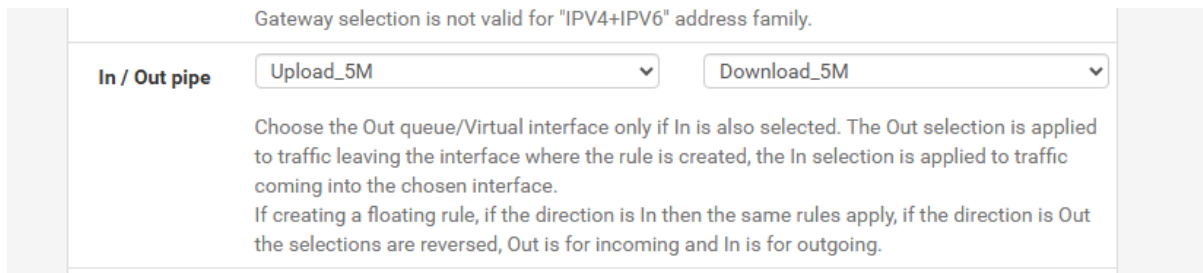 Gateway selection is not valid for "IPV4+IPV6" address family.
In / Out pipe
Upload_5M
Download_5M
Choose the Out queue/Virtual interface only if In is also selected. The Out selection is applied
to traffic leaving the interface where the rule is created, the In selection is applied to traffic
coming into the chosen interface.
If creating a floating rule, if the direction is In then the same rules apply, if the direction is Out
the selections are reversed, Out is for incoming and In is for outgoing.